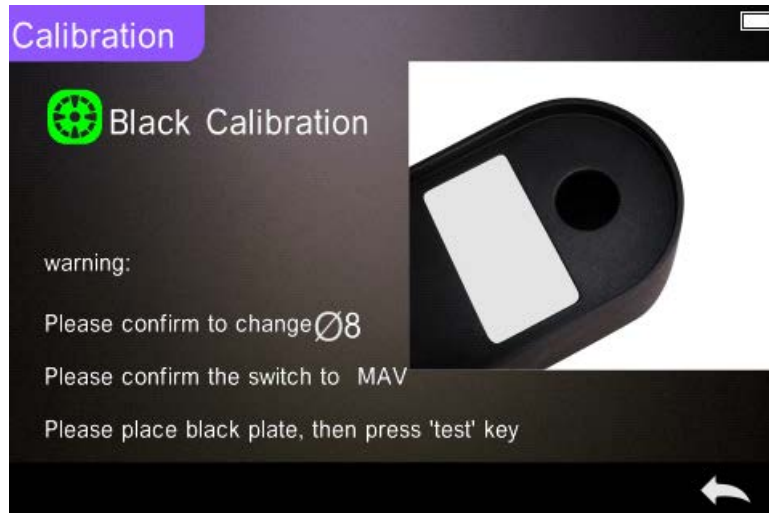 Calibration
Black Calibration
warning:
Please confirm to change Ø8
Please confirm the switch to MAV
Please place black plate, then press 'test' key